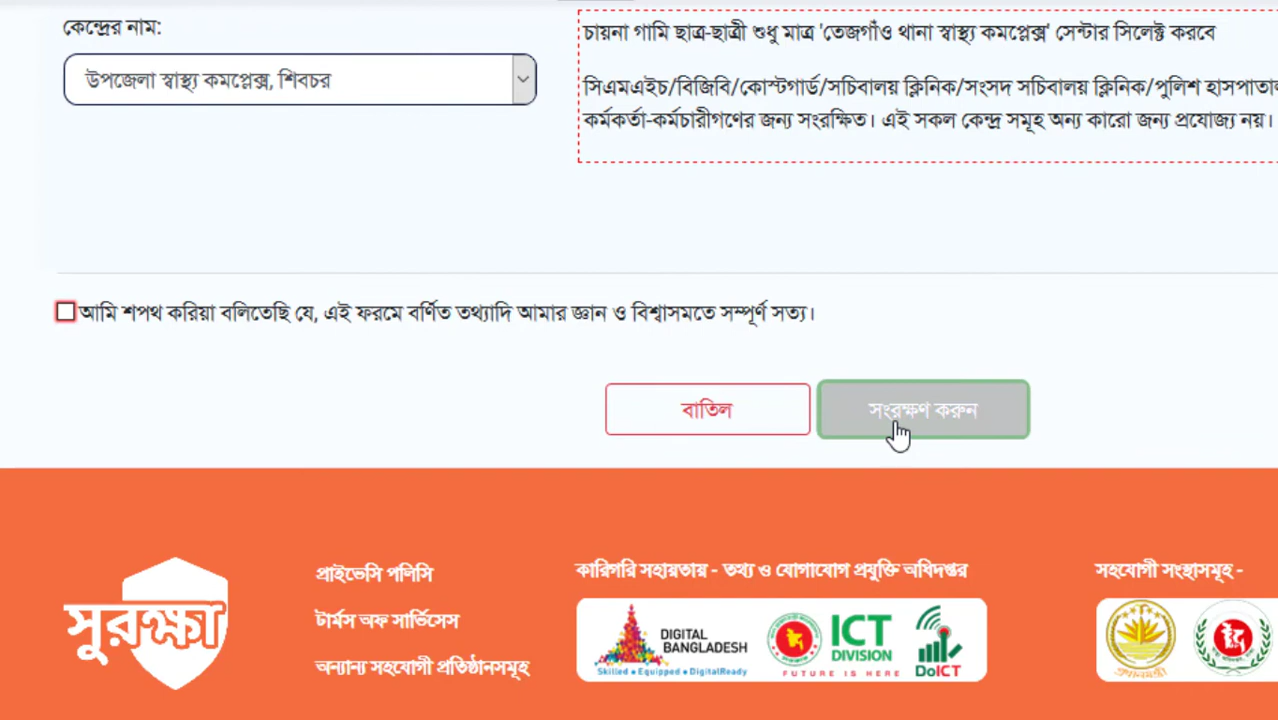 কেন্দ্রের নাম:
চায়না গামি ছাত্র-ছাত্রী শুধু মাত্র 'তেজগাঁও থানা স্বাস্থ্য কমপ্লেক্স' সেন্টার সিলেক্ট করবে
উপজেলা স্বাস্থ্য কমপ্লেক্স, শিবচর
সিএমএইচ/বিজিবি/কোস্টগার্ড/সচিবালয় ক্লিনিক/সংসদ সচিবালয় ক্লিনিক/পুলিশ হাসপাতাল
কর্মকর্তা-কর্মচারীগণের জন্য সংরক্ষিত। এই সকল কেন্দ্র সমূহ অন্য কারো জন্য প্রযোজ্য নয়।
আমি শপথ করিয়া বলিতেছি যে, এই ফরমে বর্ণিত তথ্যাদি আমার জ্ঞান ও বিশ্বাসমতে সম্পূর্ণ সত্য।
বাতিল
সংরক্ষণ করুন
সুরক্ষা
প্রাইভেসি পলিসি
টার্মস অফ সার্ভিসেস
অন্যান্য সহযোগী প্রতিষ্ঠানসমূহ
কারিগরি সহায়তায় - তথ্য ও যোগাযোগ প্রযুক্তি অধিদপ্তর
DIGITAL
BANGLADESH
Skilled • Equipped • DigitalReady
ICT
DIVISION
FUTURE IS HERE
DoICT
সহযোগী সংস্থাসমূহ -